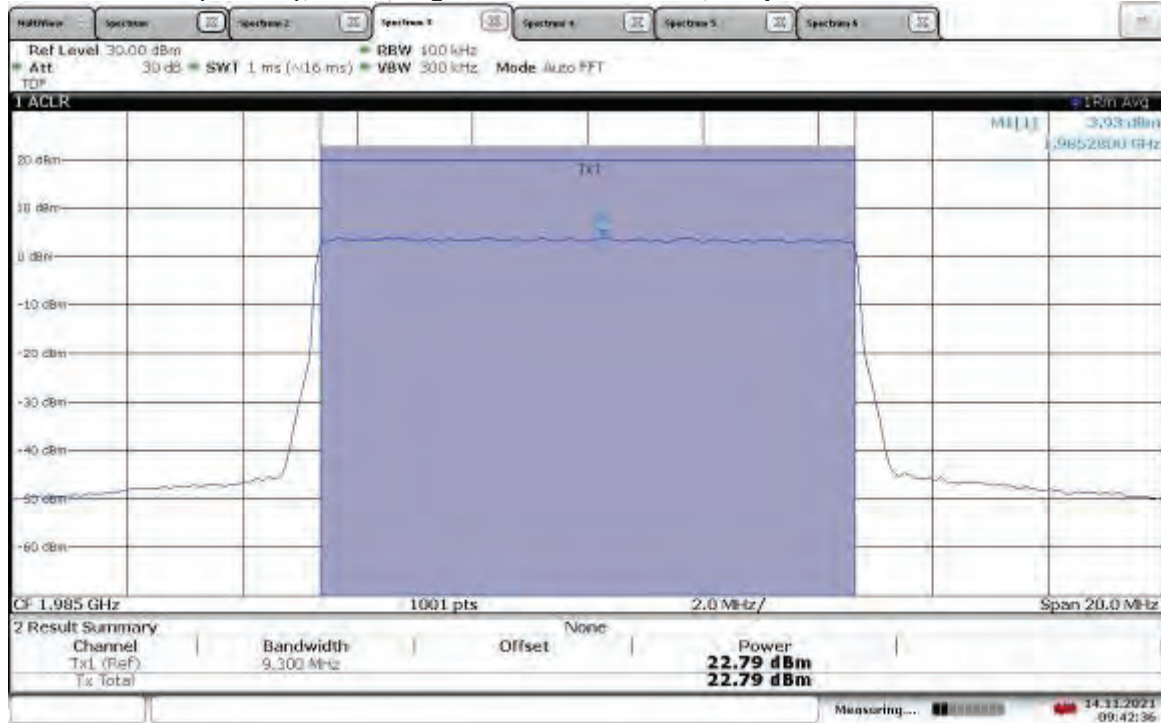 MultiView Spectrum Spectrum 2 Spectrum 3 Spectrum 4 Spectrum 5 Spectrum 6
Ref Level 30.00 dBm RBW 100 kHz
Att 30 dB SWT 1 ms (~16 ms) VBW 300 kHz Mode Auto FFT
TDF
1 ACLR 1Rm Avg
M1[1] 3.93 dBm
1.9852800 GHz
20 dBm
Tx1
10 dBm
0 dBm
-10 dBm
-20 dBm
-30 dBm
-40 dBm
-50 dBm
-60 dBm
CF 1.985 GHz 1001 pts 2.0 MHz/ Span 20.0 MHz
2 Result Summary None
Channel Bandwidth Offset Power
Tx1 (Ref) 9.300 MHz 22.79 dBm
Tx Total 22.79 dBm
Measuring... 14.11.2021
09:42:36